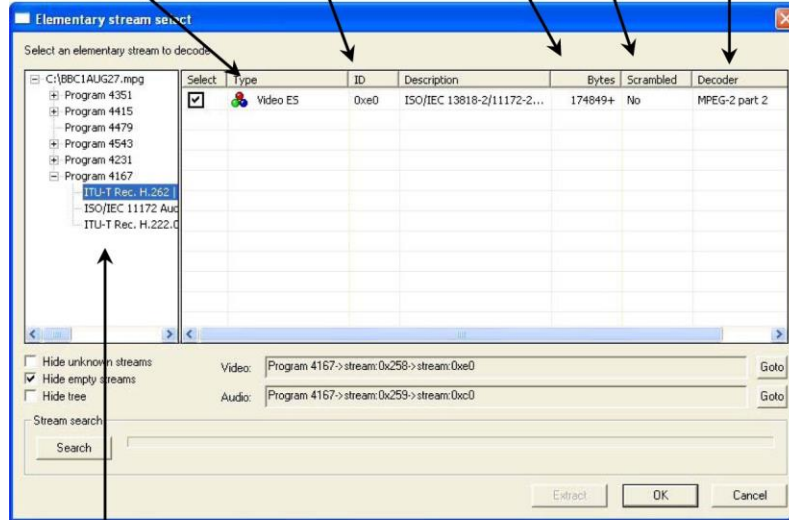 Elementary stream select
Select an elementary stream to decode
C:\BBC1AUG27.mpg
Program 4351
Program 4415
Program 4479
Program 4543
Program 4231
Program 4167
ITU-T Rec. H.262 |
ISO/IEC 11172 Aud
ITU-T Rec. H.222.0
Select Type ID Description Bytes Scrambled Decoder
Video ES 0xe0 ISO/IEC 13818-2/11172-2... 174849+ No MPEG-2 part 2
Hide unknown streams
Hide empty streams
Hide tree
Video: Program 4167->stream:0x258->stream:0xe0 Goto
Audio: Program 4167->stream:0x259->stream:0xc0 Goto
Stream search
Search
Extract OK Cancel